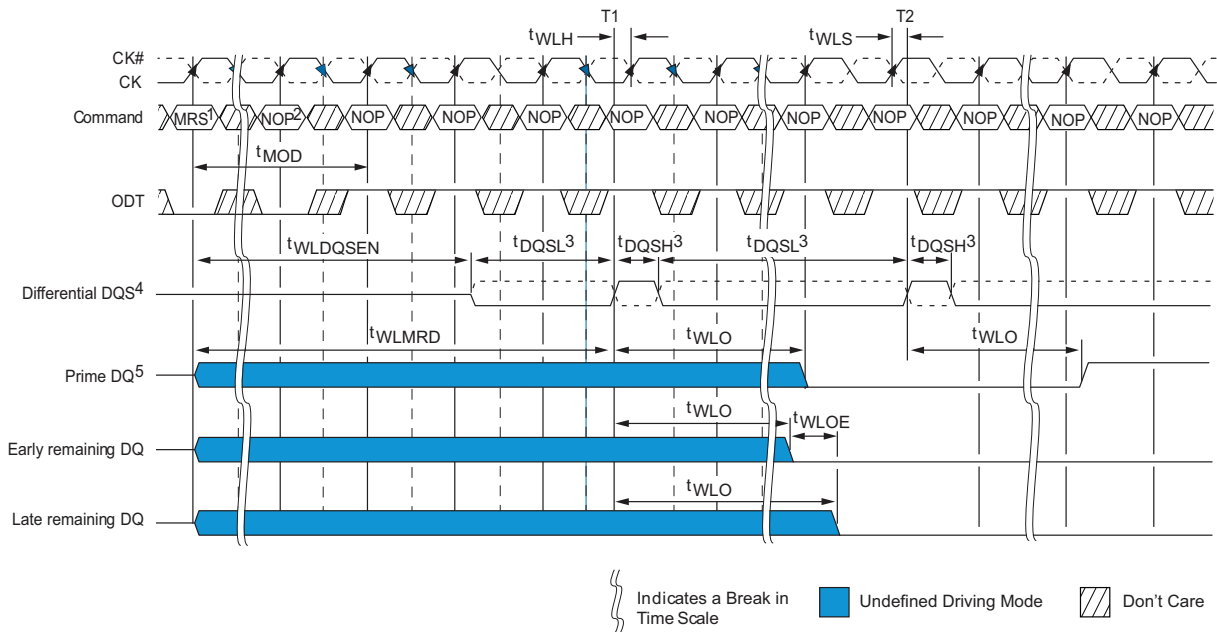 T1 T2
tWLH tWLS
CK#
CK
Command MRS1 NOP2 NOP NOP NOP NOP NOP NOP NOP NOP NOP NOP
tMOD
ODT
tWLDQSEN tDQSL3 tDQSH3 tDQSL3 tDQSH3
Differential DQS4
tWLMRD tWLO tWLO
Prime DQ5
tWLO tWLOE
Early remaining DQ
tWLO
Late remaining DQ
Indicates a Break in
Time Scale
Undefined Driving Mode
Don't Care